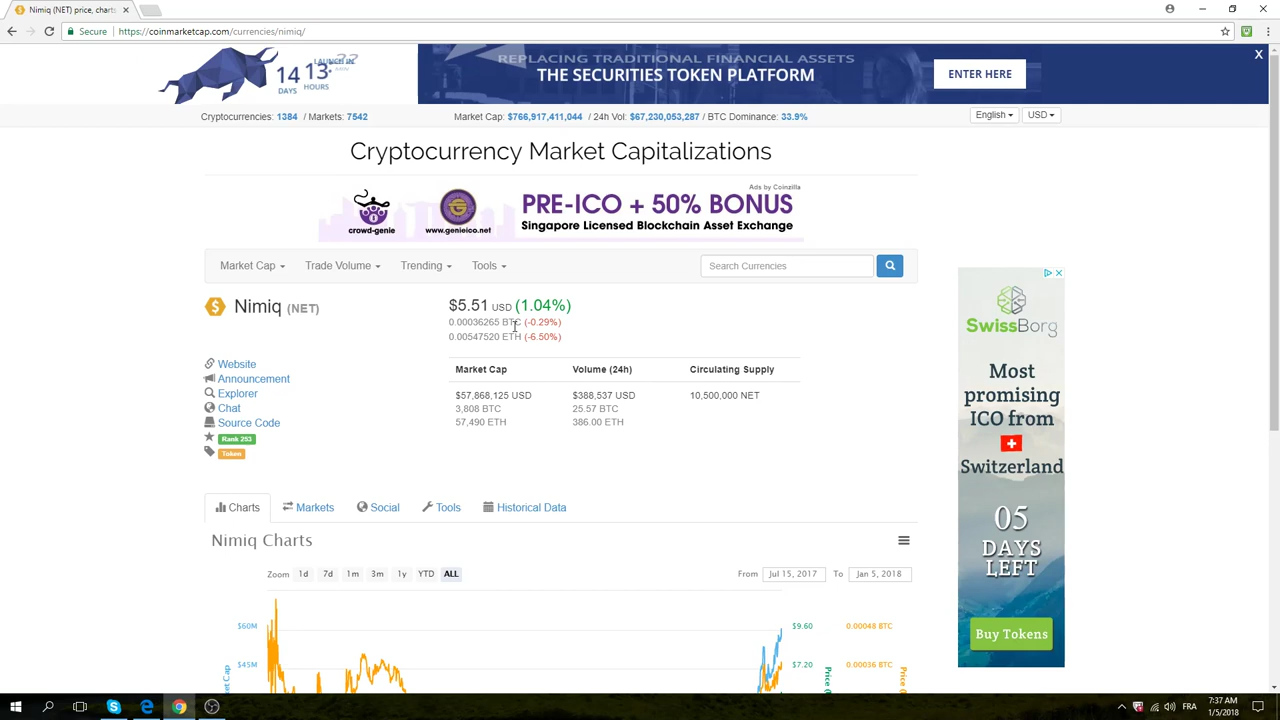 Nimiq (NET) price, charts
Secure
https://coinmarketcap.com/currencies/nimiq/
14 DAYS
13 HOURS
REPLACING TRADITIONAL FINANCIAL ASSETS
THE SECURITIES TOKEN PLATFORM
ENTER HERE
X
Cryptocurrencies: 1384 / Markets: 7542
Market Cap: $766,917,411,044 / 24h Vol: $67,230,053,287 / BTC Dominance: 33.9%
English
USD
Cryptocurrency Market Capitalizations
Ads by Coinzilla
crowd-genie
www.genieico.net
PRE-ICO + 50% BONUS
Singapore Licensed Blockchain Asset Exchange
Market Cap
Trade Volume
Trending
Tools
Search Currencies
Nimiq (NET)
$5.51 USD (1.04%)
0.00036265 BTC (-0.29%)
0.00547520 ETH (-6.50%)
Website
Announcement
Explorer
Chat
Source Code
Rank 253
Token
Market Cap Volume (24h) Circulating Supply
$57,868,125 USD $388,537 USD 10,500,000 NET
3,808 BTC 25.57 BTC
57,490 ETH 386.00 ETH
SwissBorg
Most
promising
ICO from
Switzerland
05
DAYS
LEFT
Buy Tokens
Charts
Markets
Social
Tools
Historical Data
Nimiq Charts
Zoom 1d 7d 1m 3m 1y YTD ALL
From Jul 15, 2017 To Jan 5, 2018
$60M $9.60 0.00048 BTC
$45M $7.20 0.00036 BTC
FRA
7:37 AM
1/5/2018